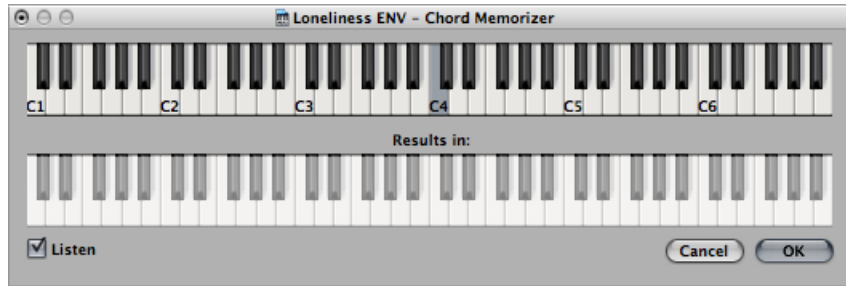 Loneliness ENV – Chord Memorizer
C1 C2 C3 C4 C5 C6
Results in:
Listen Cancel OK